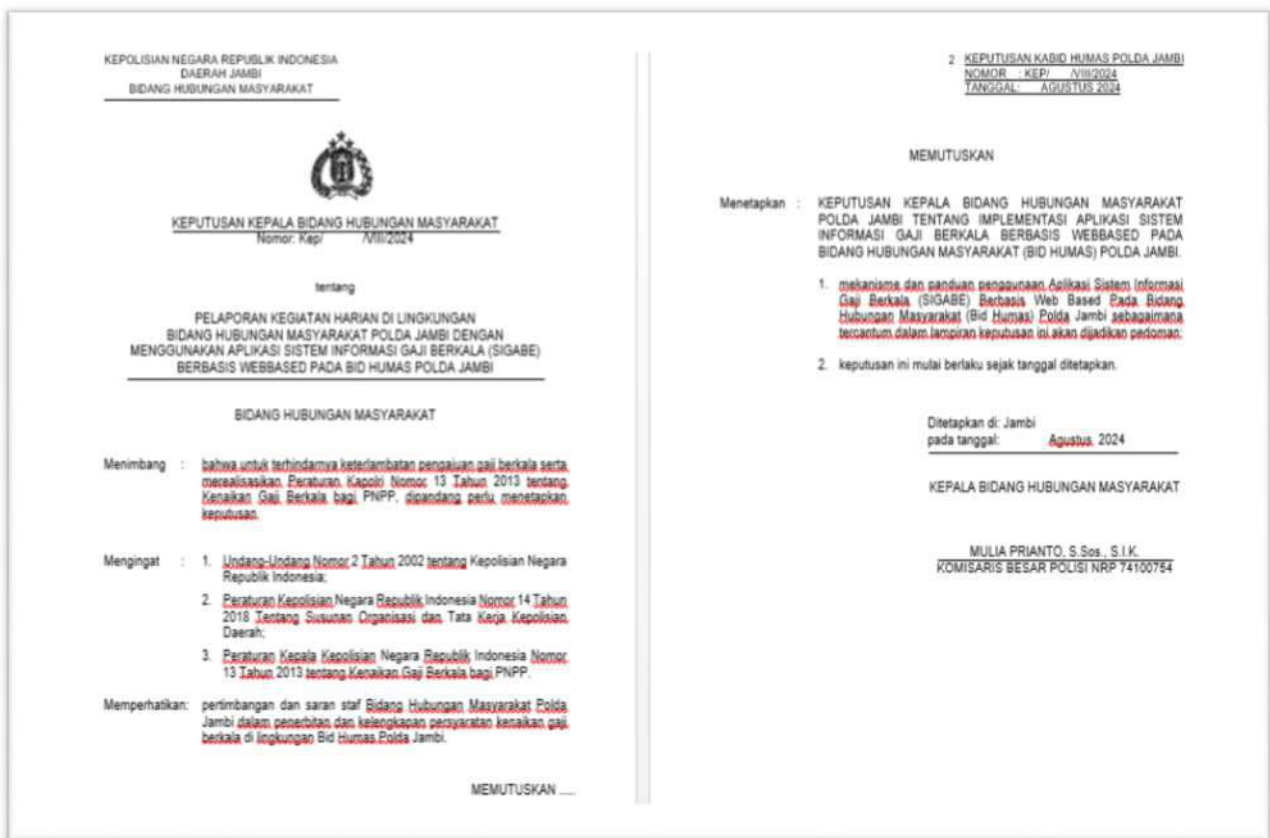 KEPOLISIAN NEGARA REPUBLIK INDONESIA
DAERAH JAMBI
BIDANG HUBUNGAN MASYARAKAT
KEPUTUSAN KEPALA BIDANG HUBUNGAN MASYARAKAT
Nomor: Kep/ /VIII/2024
tentang
PELAPORAN KEGIATAN HARIAN DI LINGKUNGAN
BIDANG HUBUNGAN MASYARAKAT POLDA JAMBI DENGAN
MENGGUNAKAN APLIKASI SISTEM INFORMASI GAJI BERKALA (SIGABE)
BERBASIS WEBBASED PADA BID HUMAS POLDA JAMBI
BIDANG HUBUNGAN MASYARAKAT
Menimbang : bahwa untuk terhindarnya keterlambatan pengajuan gaji berkala serta
merealisasikan Peraturan Kapolri Nomor 13 Tahun 2013 tentang
Kenaikan Gaji Berkala bagi PNPP, dipandang perlu menetapkan
keputusan.
Mengingat : 1. Undang-Undang Nomor 2 Tahun 2002 tentang Kepolisian Negara
Republik Indonesia;
2. Peraturan Kepolisian Negara Republik Indonesia Nomor 14 Tahun
2018 Tentang Susunan Organisasi dan Tata Kerja Kepolisian
Daerah;
3. Peraturan Kepala Kepolisian Negara Republik Indonesia Nomor
13 Tahun 2013 tentang Kenaikan Gaji Berkala bagi PNPP.
Memperhatikan: pertimbangan dan saran staf Bidang Hubungan Masyarakat Polda
Jambi dalam penerbitan dan kelengkapan persyaratan kenaikan gaji
berkala di lingkungan Bid Humas Polda Jambi.
MEMUTUSKAN .....
2 KEPUTUSAN KABID HUMAS POLDA JAMBI
NOMOR : KEP/ /VIII/2024
TANGGAL: AGUSTUS 2024
MEMUTUSKAN
Menetapkan : KEPUTUSAN KEPALA BIDANG HUBUNGAN MASYARAKAT
POLDA JAMBI TENTANG IMPLEMENTASI APLIKASI SISTEM
INFORMASI GAJI BERKALA BERBASIS WEBBASED PADA
BIDANG HUBUNGAN MASYARAKAT (BID HUMAS) POLDA JAMBI.
1. mekanisme dan panduan penggunaan Aplikasi Sistem Informasi
Gaji Berkala (SIGABE) Berbasis Web Based Pada Bidang
Hubungan Masyarakat (Bid Humas) Polda Jambi sebagaimana
tercantum dalam lampiran keputusan ini akan dijadikan pedoman;
2. keputusan ini mulai berlaku sejak tanggal ditetapkan.
Ditetapkan di: Jambi
pada tanggal: Agustus 2024
KEPALA BIDANG HUBUNGAN MASYARAKAT
MULIA PRIANTO, S.Sos., S.I.K.
KOMISARIS BESAR POLISI NRP 74100754